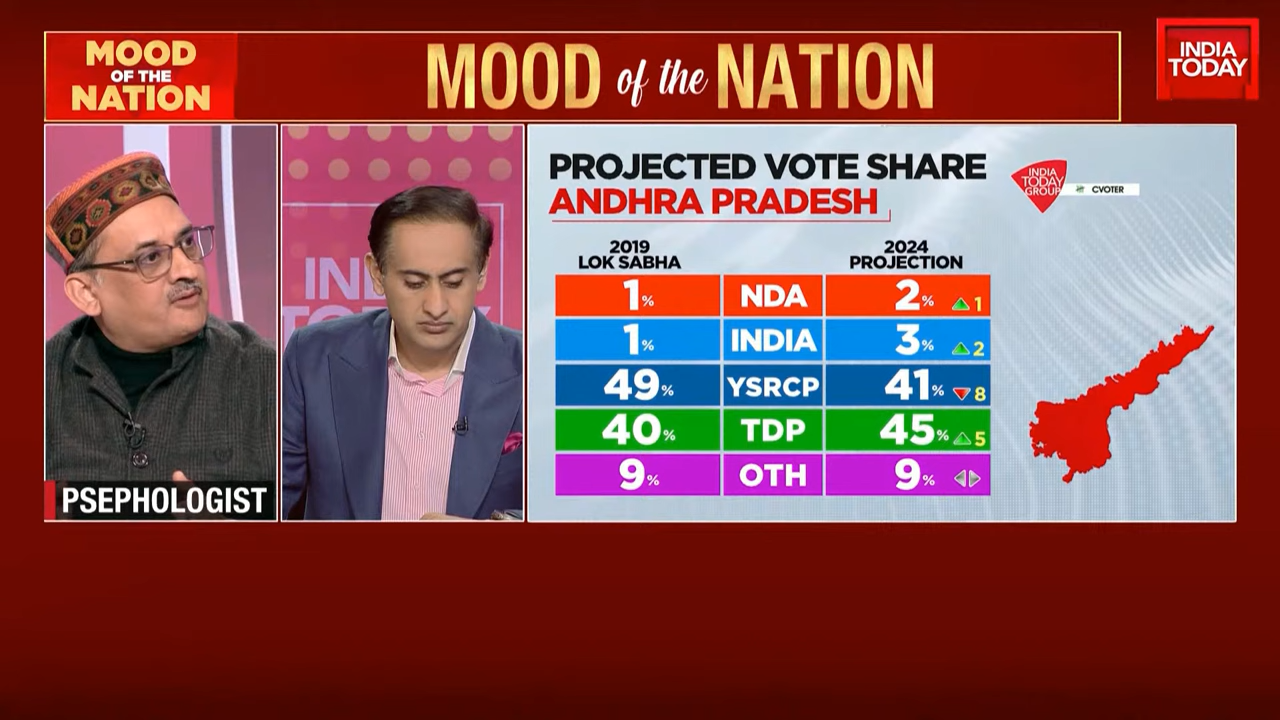 MOOD
OF THE
NATION
MOOD of the NATION
INDIA
TODAY
PSEPHOLOGIST
PROJECTED VOTE SHARE
ANDHRA PRADESH
INDIA
TODAY
GROUP
CVOTER
2019
LOK SABHA
2024
PROJECTION
1% NDA 2% 1
1% INDIA 3% 2
49% YSRCP 41% 8
40% TDP 45% 5
9% OTH 9%